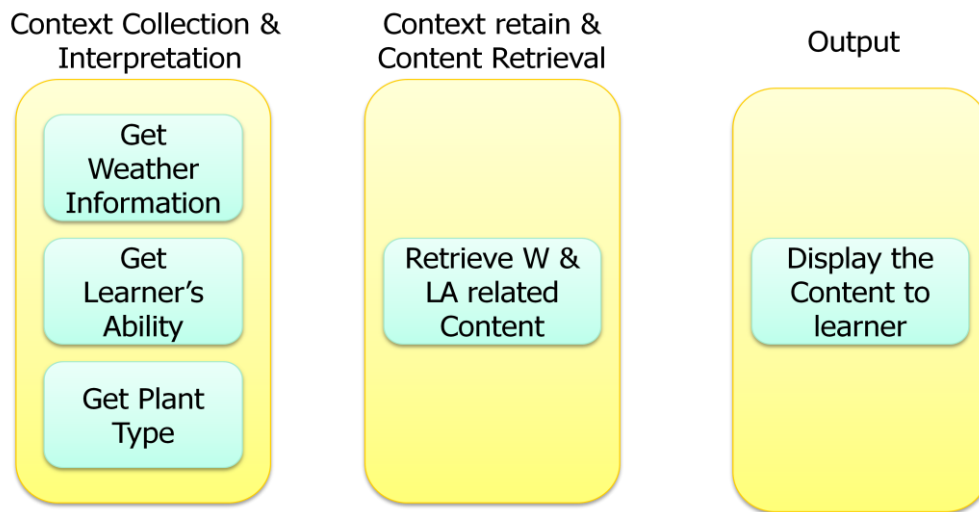 Context Collection &
Interpretation
Get
Weather
Information
Get
Learner’s
Ability
Get Plant
Type
Context retain &
Content Retrieval
Retrieve W &
LA related
Content
Output
Display the
Content to
learner